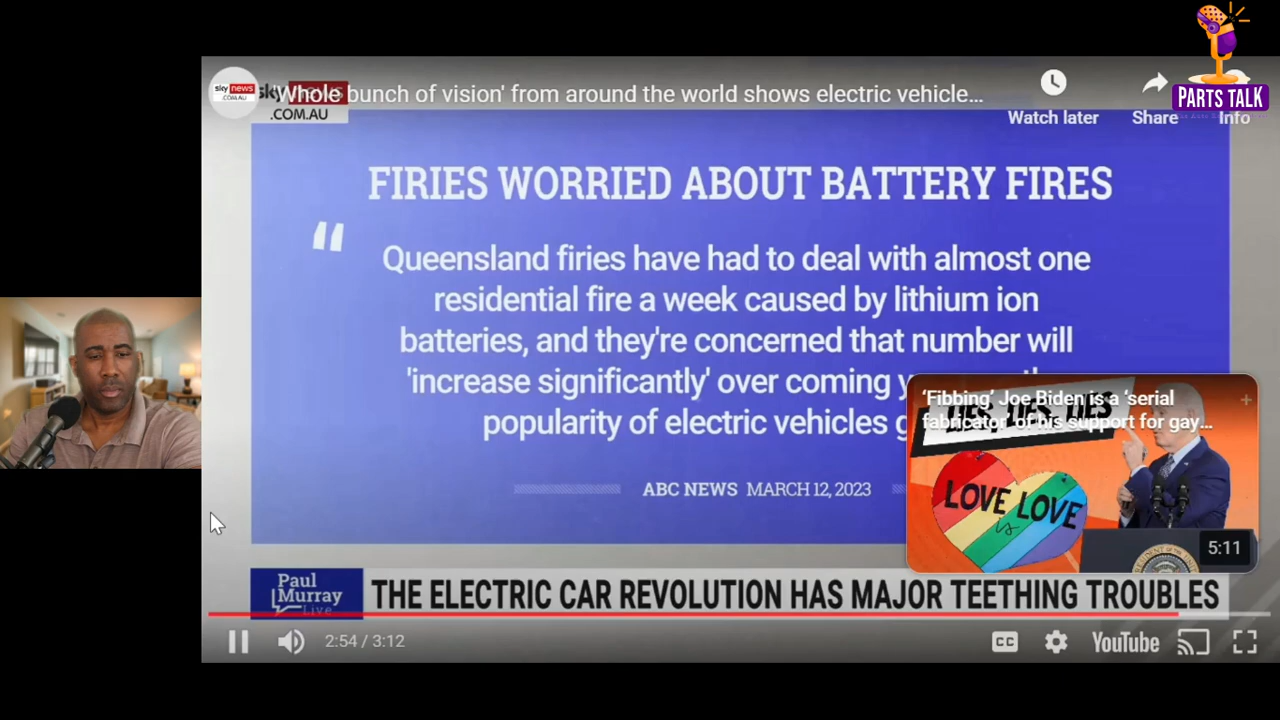 PARTS TALK
sky news
.COM.AU
sky news
.COM.AU
'Whole bunch of vision' from around the world shows electric vehicle...
Watch later
Share
Info
FIRIES WORRIED ABOUT BATTERY FIRES
“
Queensland firies have had to deal with almost one
residential fire a week caused by lithium ion
batteries, and they're concerned that number will
'increase significantly' over coming
popularity of electric vehicles
ABC NEWS MARCH 12, 2023
'Fibbing' Joe Biden is a 'serial
fabricator' of his support for gay...
LIES, LIES, LIES
LOVE LOVE
is
5:11
Paul
Murray
Live
THE ELECTRIC CAR REVOLUTION HAS MAJOR TEETHING TROUBLES
2:54 / 3:12
CC
YouTube